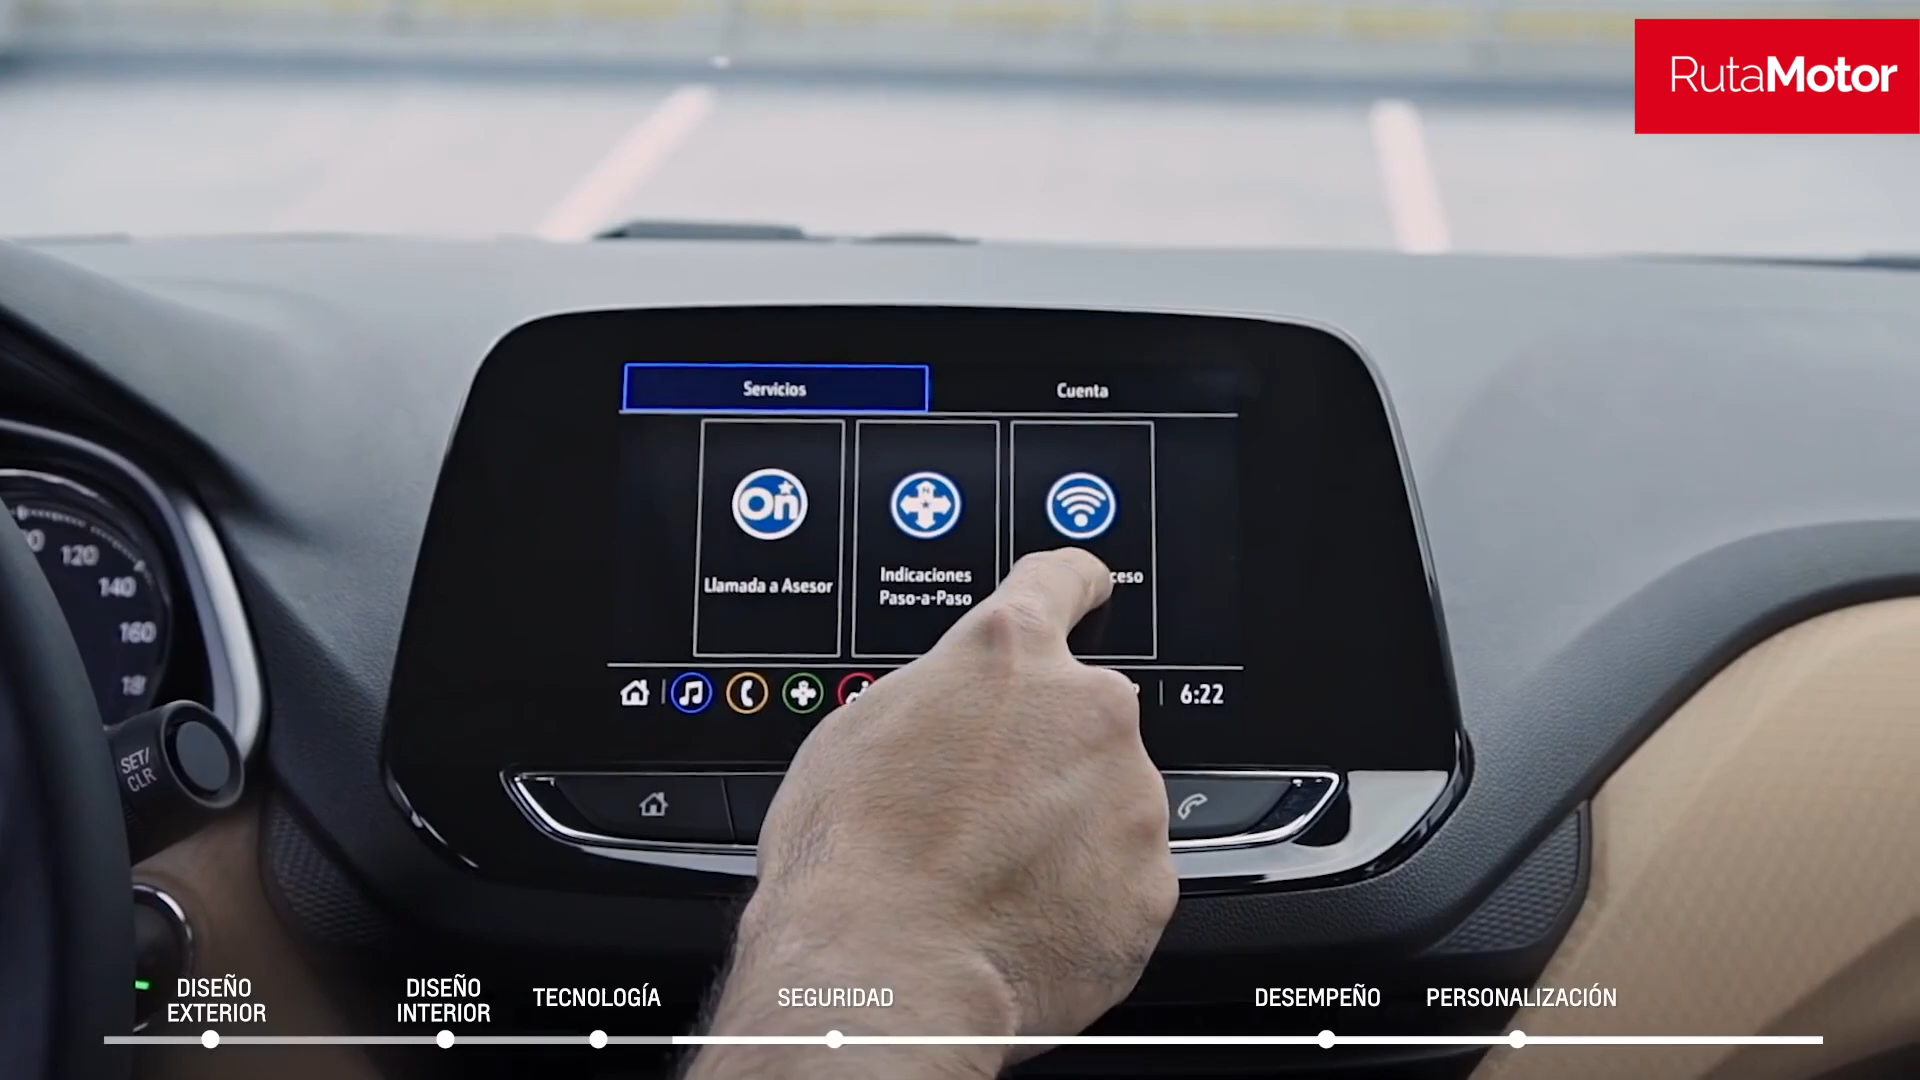 RutaMotor
Servicios
Cuenta
On
N
Llamada a Asesor
Indicaciones
Paso-a-Paso
6:22
120
140
160
SET/
CLR
DISEÑO
EXTERIOR
DISEÑO
INTERIOR
TECNOLOGÍA
SEGURIDAD
DESEMPEÑO
PERSONALIZACIÓN